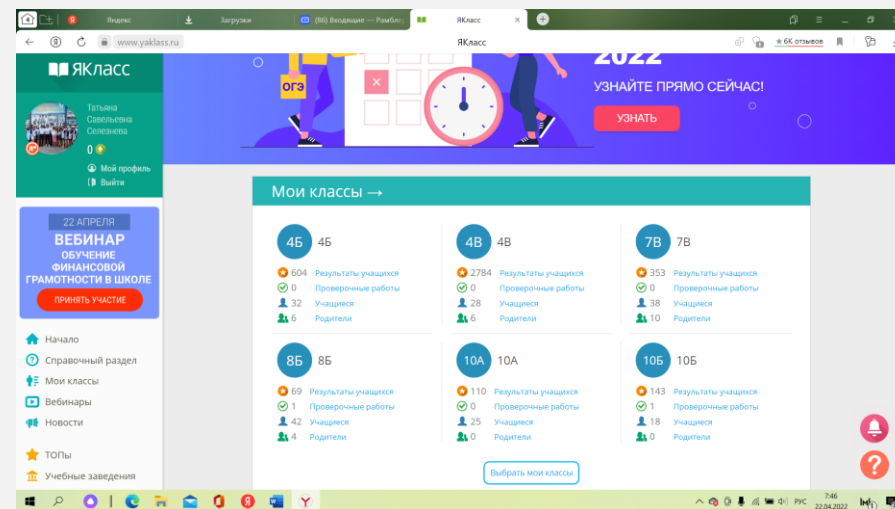 Яндекс
Загрузки
(86) Входящие — Рамблер
ЯКласс
www.yaklass.ru
ЯКласс
★ 6К отзывов
ЯКласс
Татьяна
Савельевна
Селезнева
0
Мой профиль
Выйти
22 АПРЕЛЯ
ВЕБИНАР
ОБУЧЕНИЕ
ФИНАНСОВОЙ
ГРАМОТНОСТИ В ШКОЛЕ
ПРИНЯТЬ УЧАСТИЕ
Начало
Справочный раздел
Мои классы
Вебинары
Новости
ТОПы
Учебные заведения
ОГЭ
2022
УЗНАЙТЕ ПРЯМО СЕЙЧАС!
УЗНАТЬ
Мои классы →
4Б 4Б
604 Результаты учащихся
0 Проверочные работы
32 Учащиеся
6 Родители
4В 4В
2784 Результаты учащихся
0 Проверочные работы
28 Учащиеся
6 Родители
7В 7В
353 Результаты учащихся
0 Проверочные работы
38 Учащиеся
10 Родители
8Б 8Б
69 Результаты учащихся
1 Проверочные работы
42 Учащиеся
4 Родители
10А 10А
110 Результаты учащихся
0 Проверочные работы
25 Учащиеся
0 Родители
10Б 10Б
143 Результаты учащихся
1 Проверочные работы
18 Учащиеся
0 Родители
Выбрать мои классы
РУС
7:46
22.04.2022